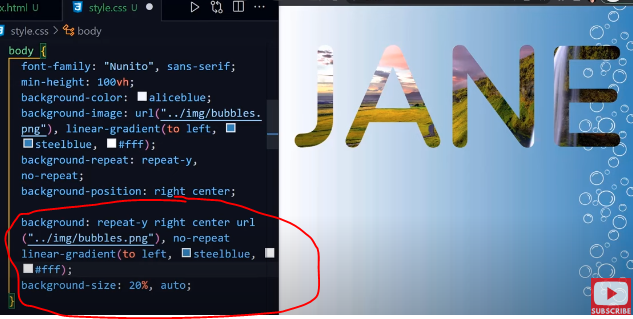 x.html U
style.css U
style.css > body
body {
font-family: "Nunito", sans-serif;
min-height: 100vh;
background-color: aliceblue;
background-image: url("../img/bubbles.
png"), linear-gradient(to left,
steelblue, #fff);
background-repeat: repeat-y,
no-repeat;
background-position: right center;
background: repeat-y right center url
("../img/bubbles.png"), no-repeat
linear-gradient(to left, steelblue,
#fff);
background-size: 20%, auto;
}
JANE
SUBSCRIBE